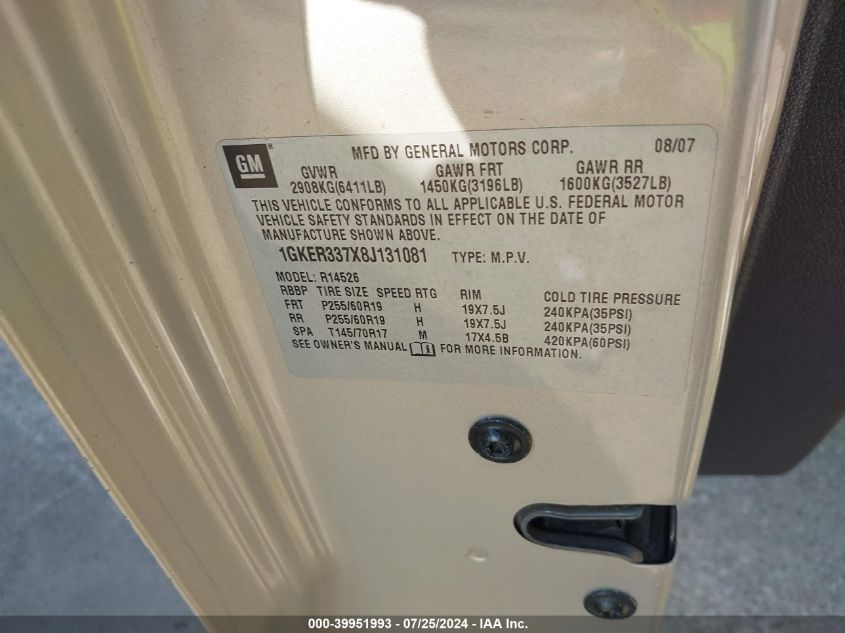 GM ® MFD BY GENERAL MOTORS CORP. 08/07
GVWR GAWR FRT GAWR RR
2908KG(6411LB) 1450KG(3196LB) 1600KG(3527LB)
THIS VEHICLE CONFORMS TO ALL APPLICABLE U.S. FEDERAL MOTOR
VEHICLE SAFETY STANDARDS IN EFFECT ON THE DATE OF
MANUFACTURE SHOWN ABOVE.
1GKER337X8J131081 TYPE: M.P.V.
MODEL: R14526
RBBP TIRE SIZE SPEED RTG RIM COLD TIRE PRESSURE
FRT P255/60R19 H 19X7.5J 240KPA(35PSI)
RR P255/60R19 H 19X7.5J 240KPA(35PSI)
SPA T145/70R17 M 17X4.5B 420KPA(60PSI)
SEE OWNER'S MANUAL FOR MORE INFORMATION.
000-39951993 - 07/25/2024 - IAA Inc.